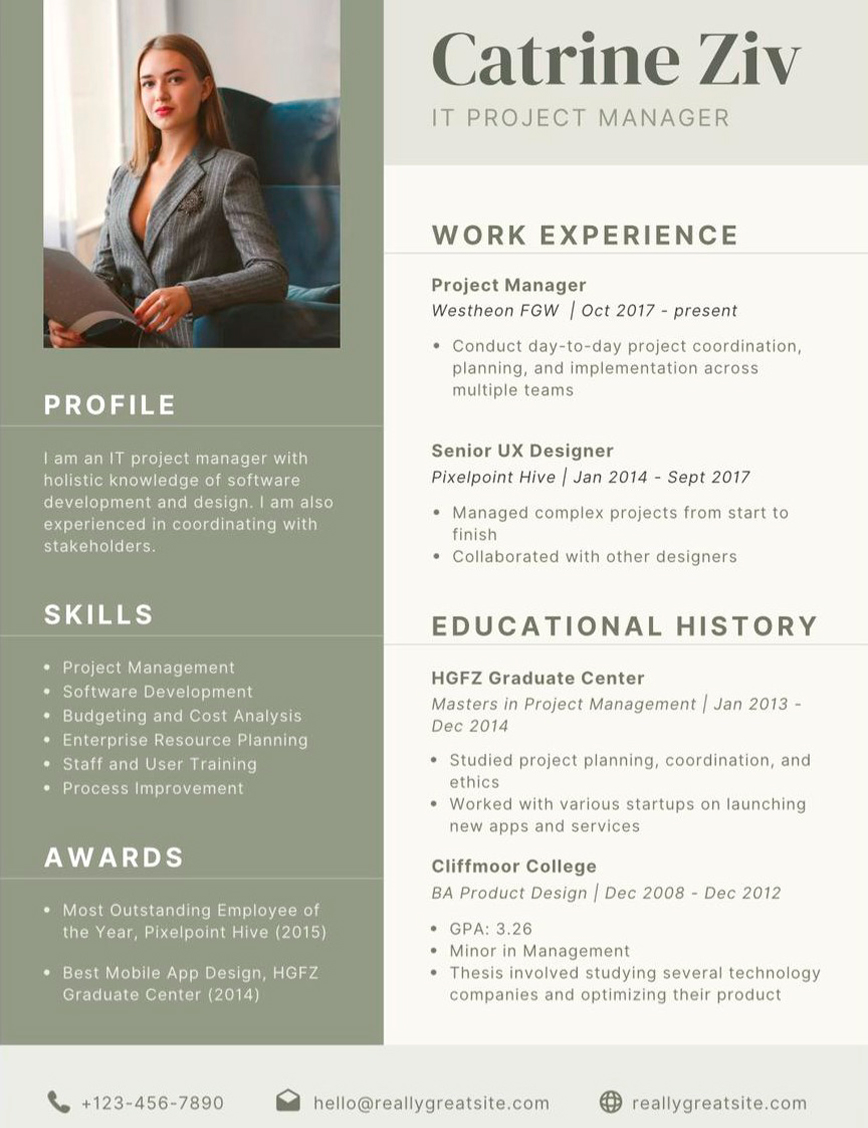 Catrine Ziv
IT PROJECT MANAGER
PROFILE
I am an IT project manager with
holistic knowledge of software
development and design. I am also
experienced in coordinating with
stakeholders.
SKILLS
• Project Management
• Software Development
• Budgeting and Cost Analysis
• Enterprise Resource Planning
• Staff and User Training
• Process Improvement
AWARDS
• Most Outstanding Employee of
the Year, Pixelpoint Hive (2015)
• Best Mobile App Design, HGFZ
Graduate Center (2014)
WORK EXPERIENCE
Project Manager
Westheon FGW | Oct 2017 - present
• Conduct day-to-day project coordination,
planning, and implementation across
multiple teams
Senior UX Designer
Pixelpoint Hive | Jan 2014 - Sept 2017
• Managed complex projects from start to
finish
• Collaborated with other designers
EDUCATIONAL HISTORY
HGFZ Graduate Center
Masters in Project Management | Jan 2013 -
Dec 2014
• Studied project planning, coordination, and
ethics
• Worked with various startups on launching
new apps and services
Cliffmoor College
BA Product Design | Dec 2008 - Dec 2012
• GPA: 3.26
• Minor in Management
• Thesis involved studying several technology
companies and optimizing their product
+123-456-7890
hello@reallygreatsite.com
reallygreatsite.com